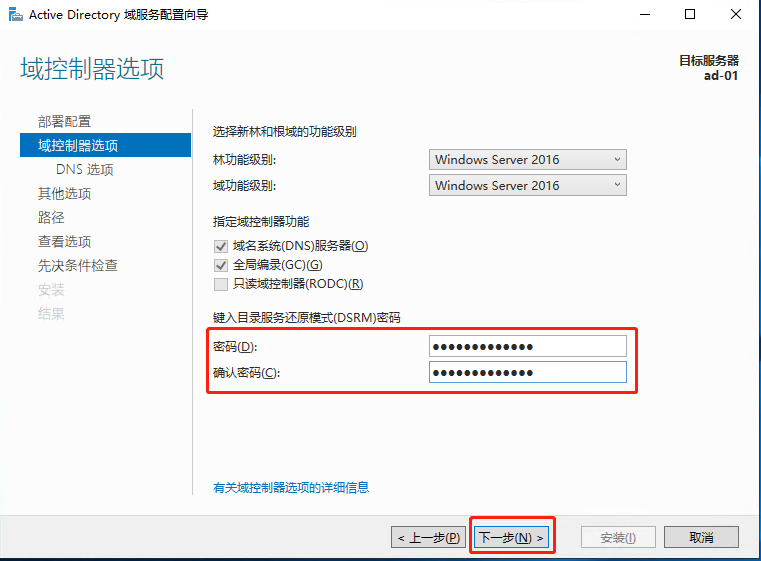 Active Directory 域服务配置向导
域控制器选项
目标服务器
ad-01
部署配置
域控制器选项
DNS 选项
其他选项
路径
查看选项
先决条件检查
安装
结果
选择新林和根域的功能级别
林功能级别: Windows Server 2016
域功能级别: Windows Server 2016
指定域控制器功能
域名系统(DNS)服务器(O)
全局编录(GC)(G)
只读域控制器(RODC)(R)
键入目录服务还原模式(DSRM)密码
密码(D): ●●●●●●●●●●●●●
确认密码(C): ●●●●●●●●●●●●●
有关域控制器选项的详细信息
< 上一步(P) 下一步(N) > 安装(I) 取消